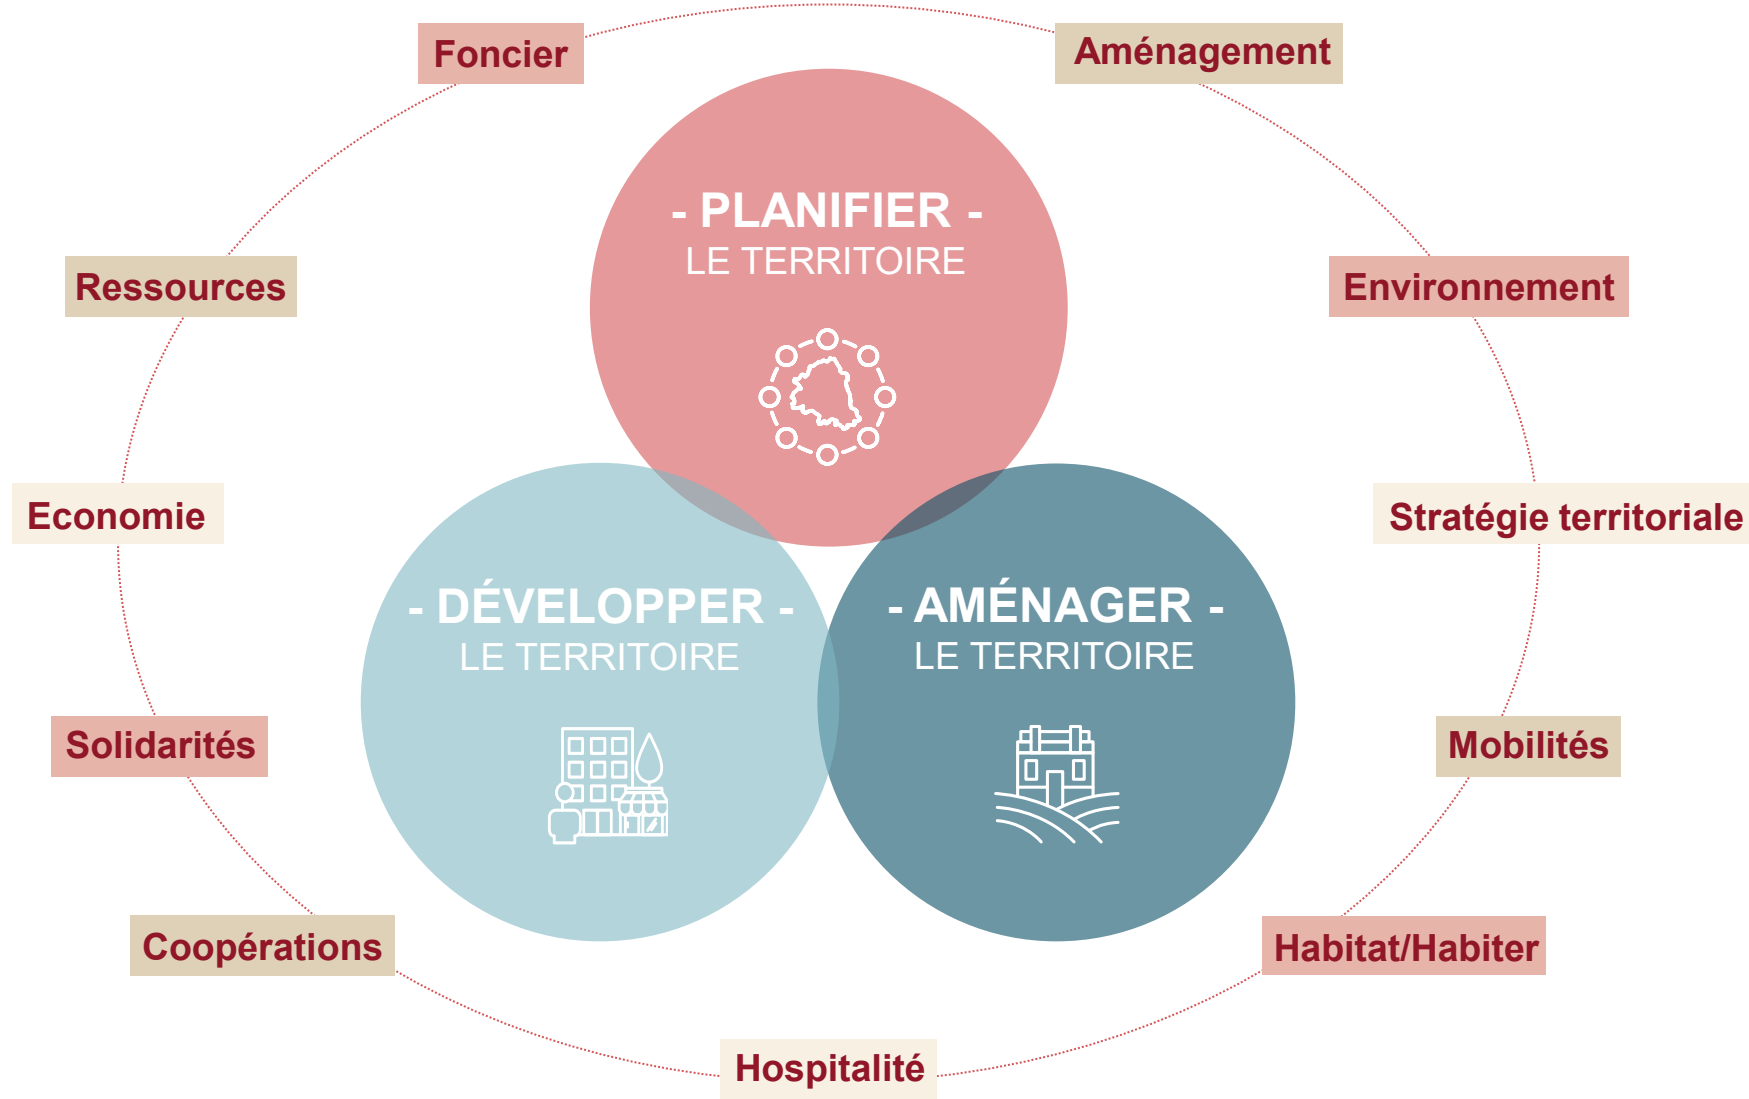 Foncier
Aménagement
- PLANIFIER -
LE TERRITOIRE
Ressources
Environnement
Economie
Stratégie territoriale
- DÉVELOPPER -
LE TERRITOIRE
- AMÉNAGER -
LE TERRITOIRE
Solidarités
Mobilités
Coopérations
Habitat/Habiter
Hospitalité